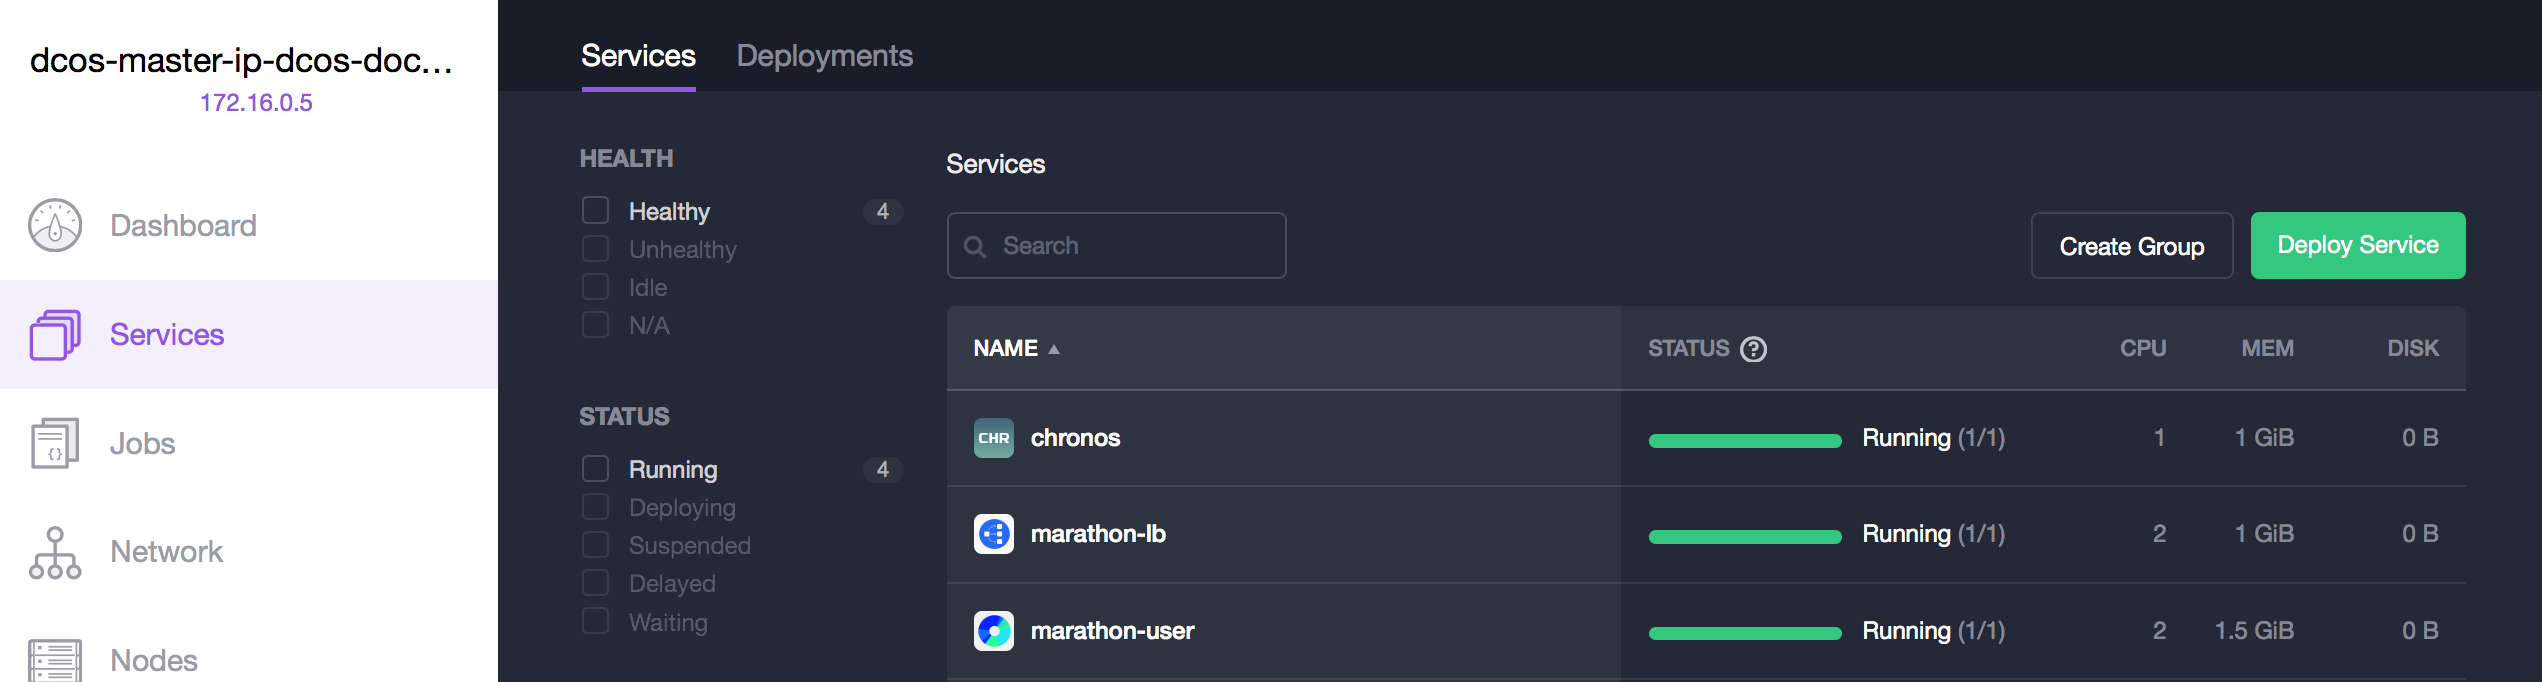 dcos-master-ip-dcos-doc...
172.16.0.5
Dashboard
Services
Jobs
Network
Nodes
Services Deployments
HEALTH
Healthy 4
Unhealthy
Idle
N/A
STATUS
Running 4
Deploying
Suspended
Delayed
Waiting
Services
Search
Create Group Deploy Service
NAME STATUS ? CPU MEM DISK
CHR chronos Running (1/1) 1 1 GiB 0 B
marathon-lb Running (1/1) 2 1 GiB 0 B
marathon-user Running (1/1) 2 1.5 GiB 0 B